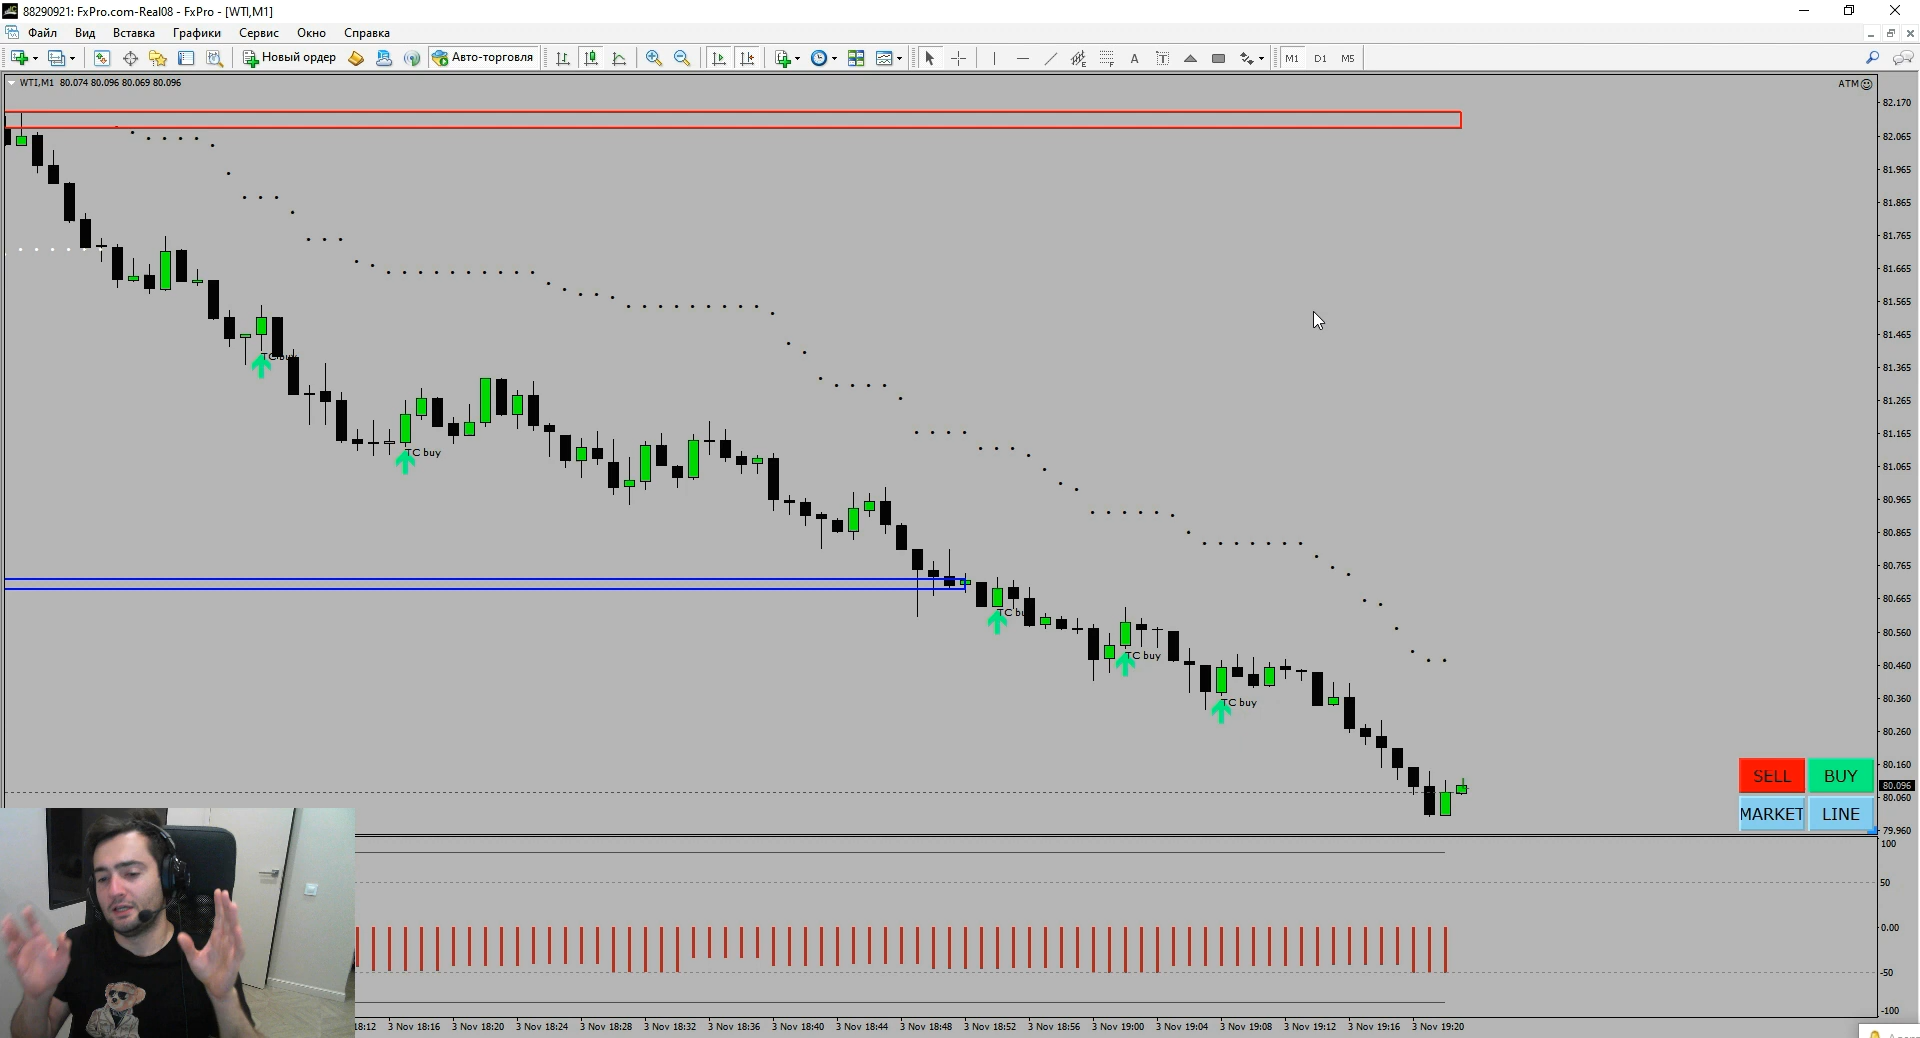 88290921: FxPro.com-Real08 - FxPro - [WTI,M1]
Файл Вид Вставка Графики Сервис Окно Справка
Новый ордер Авто-торговля A T M1 D1 M5
WTI,M1 80.074 80.096 80.069 80.096
ATM
82.170
82.065
81.965
81.865
81.765
81.665
81.565
81.465
TC buy
81.365
81.265
81.165
TC buy
81.065
80.965
80.865
80.765
80.665
TC bu
80.560
TC buy
80.460
TC buy
80.360
80.260
80.160
SELL BUY
80.096
80.060
MARKET LINE
79.960
100
50
0.00
-50
-100
18:12 3 Nov 18:16 3 Nov 18:20 3 Nov 18:24 3 Nov 18:28 3 Nov 18:32 3 Nov 18:36 3 Nov 18:40 3 Nov 18:44 3 Nov 18:48 3 Nov 18:52 3 Nov 18:56 3 Nov 19:00 3 Nov 19:04 3 Nov 19:08 3 Nov 19:12 3 Nov 19:16 3 Nov 19:20